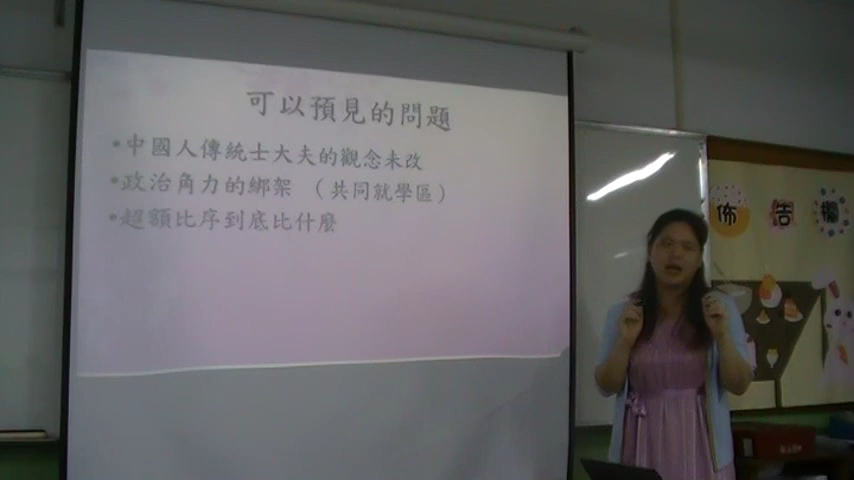 可以預見的問題
•中國人傳統士大夫的觀念未改
•政治角力的綁架 （共同就學區）
•超額比序到底比什麼
佈告欄